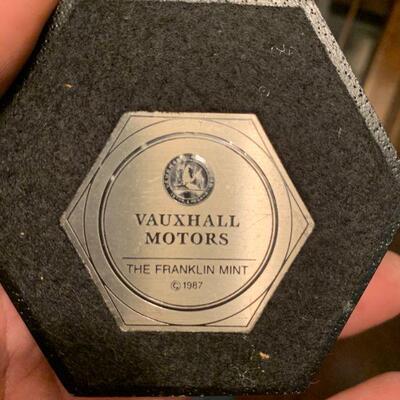 VAUXHALL
MOTORS
THE FRANKLIN MINT
© 1987